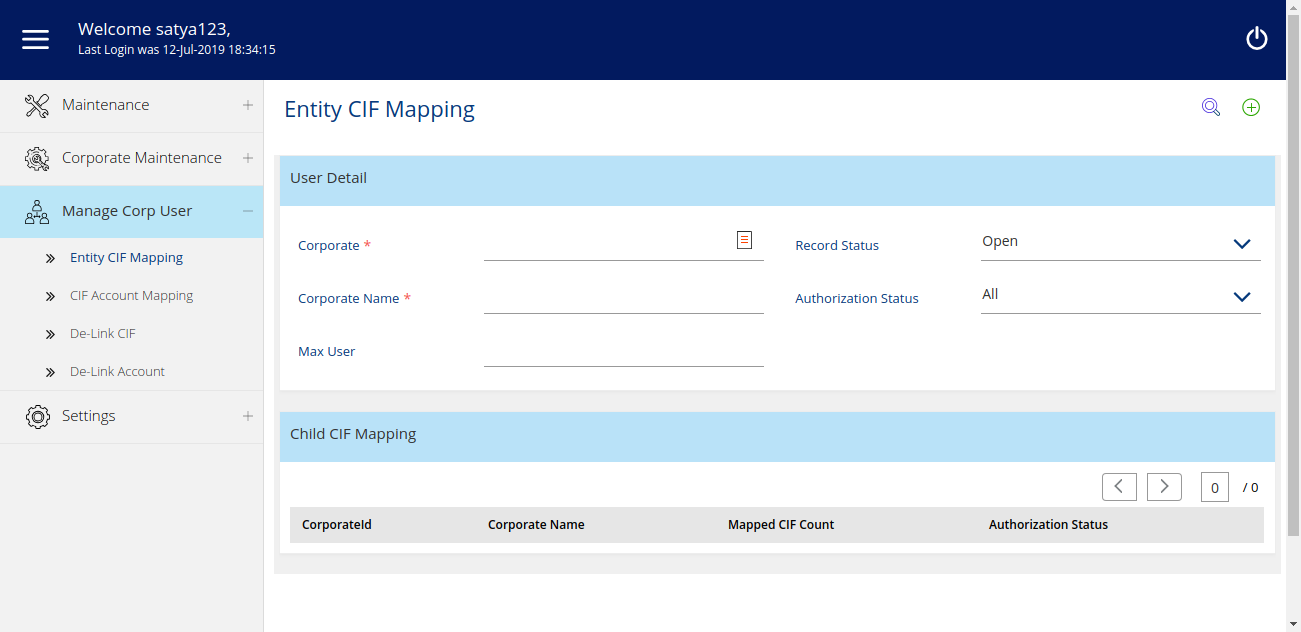 Welcome satya123,
Last Login was 12-Jul-2019 18:34:15
Maintenance
Corporate Maintenance
Manage Corp User
Entity CIF Mapping
CIF Account Mapping
De-Link CIF
De-Link Account
Settings
Entity CIF Mapping
User Detail
Corporate *
Record Status Open
Corporate Name *
Authorization Status All
Max User
Child CIF Mapping
0 / 0
CorporateId Corporate Name Mapped CIF Count Authorization Status